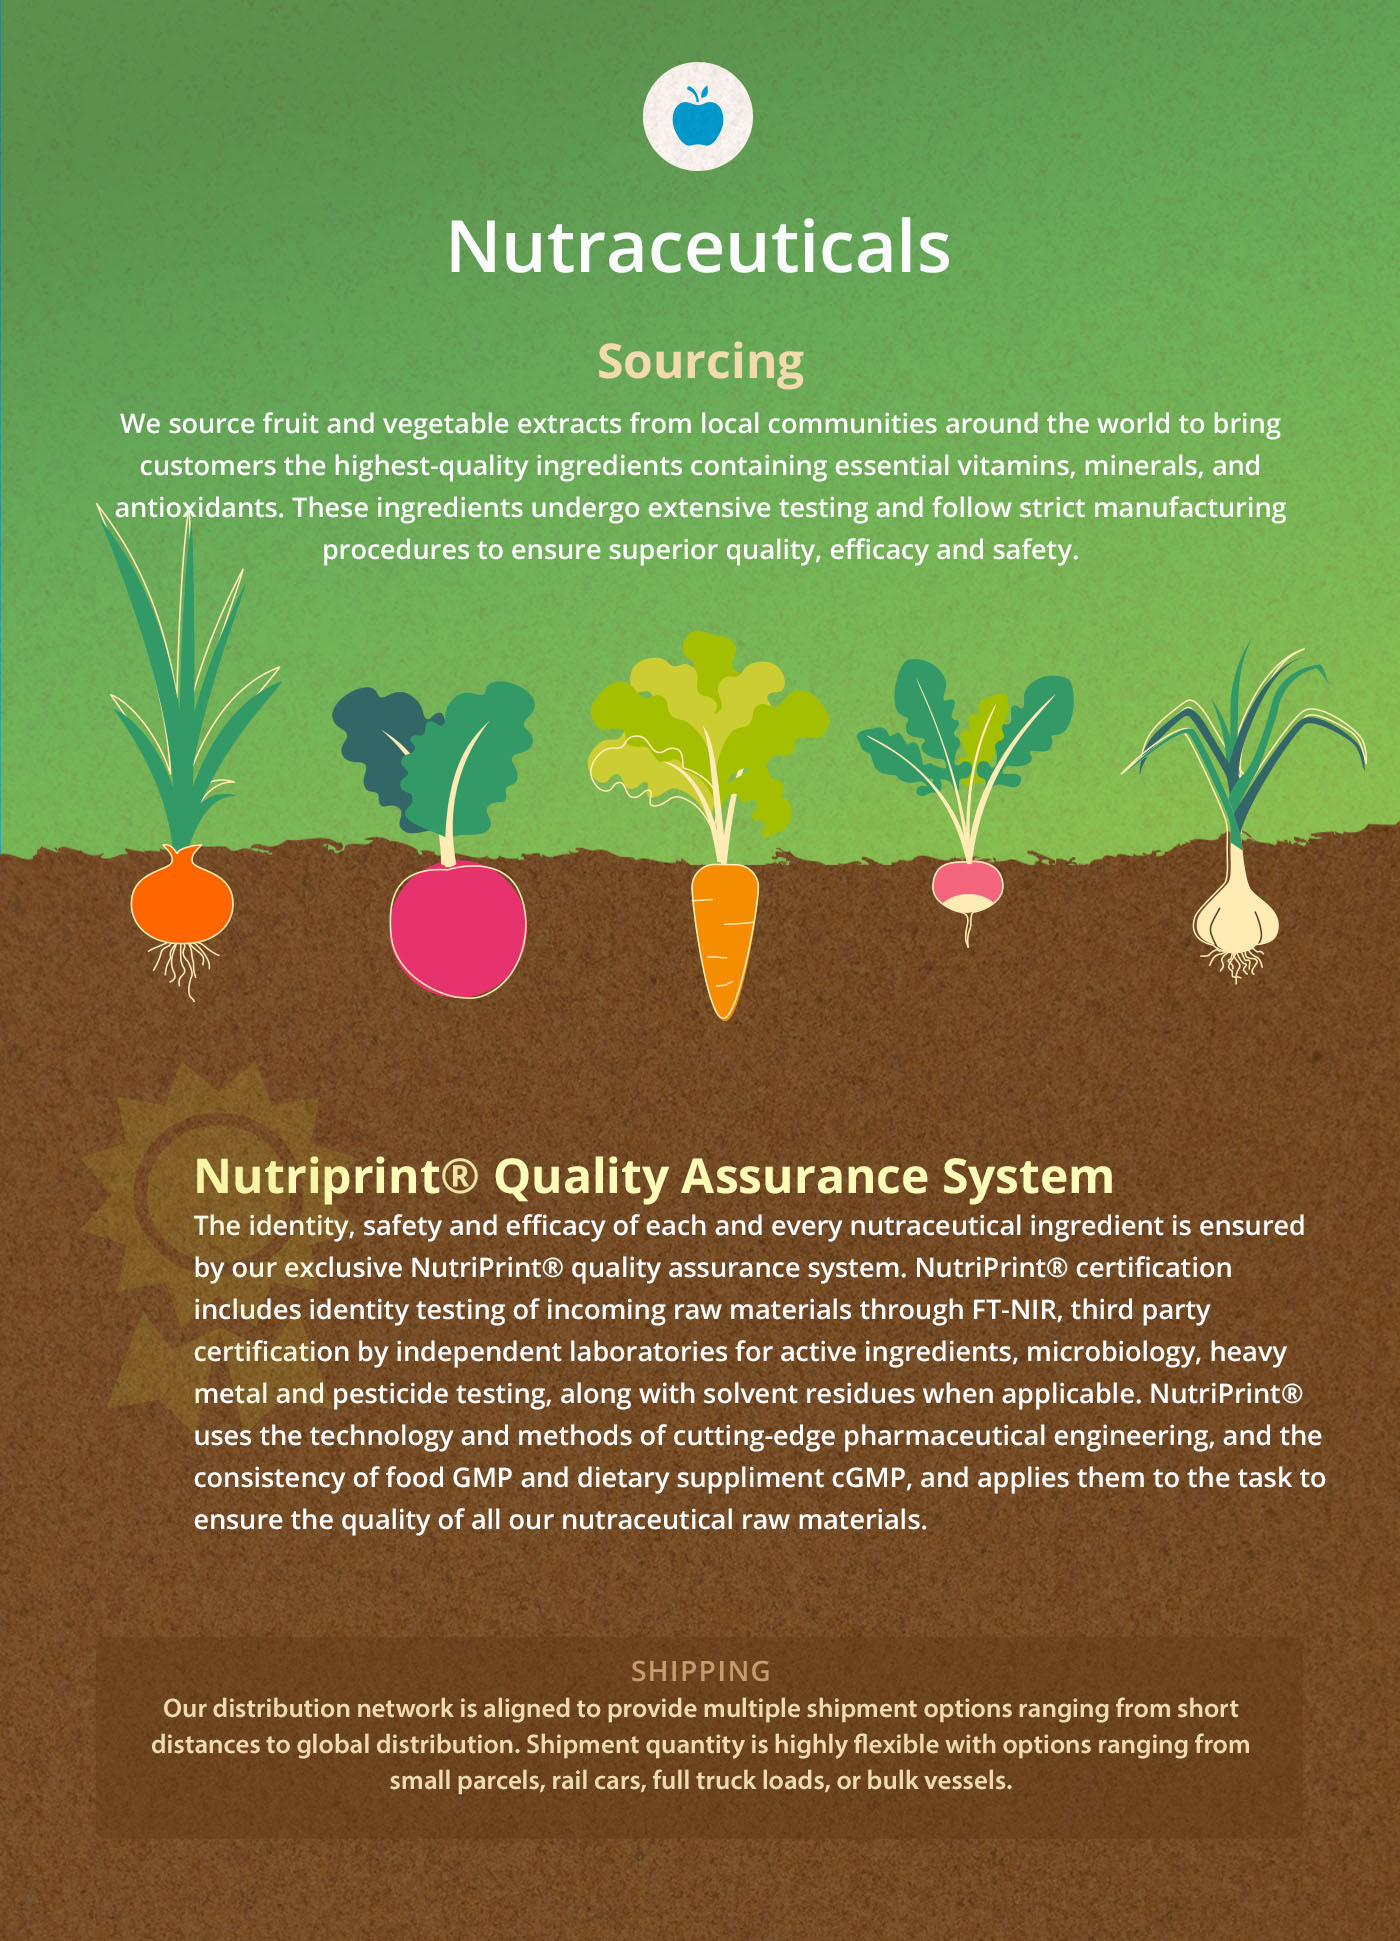 Nutraceuticals
Sourcing
We source fruit and vegetable extracts from local communities around the world to bring
customers the highest-quality ingredients containing essential vitamins, minerals, and
antioxidants. These ingredients undergo extensive testing and follow strict manufacturing
procedures to ensure superior quality, efficacy and safety.
Nutriprint® Quality Assurance System
The identity, safety and efficacy of each and every nutraceutical ingredient is ensured
by our exclusive NutriPrint® quality assurance system. NutriPrint® certification
includes identity testing of incoming raw materials through FT-NIR, third party
certification by independent laboratories for active ingredients, microbiology, heavy
metal and pesticide testing, along with solvent residues when applicable. NutriPrint®
uses the technology and methods of cutting-edge pharmaceutical engineering, and the
consistency of food GMP and dietary suppliment cGMP, and applies them to the task to
ensure the quality of all our nutraceutical raw materials.
SHIPPING
Our distribution network is aligned to provide multiple shipment options ranging from short
distances to global distribution. Shipment quantity is highly flexible with options ranging from
small parcels, rail cars, full truck loads, or bulk vessels.